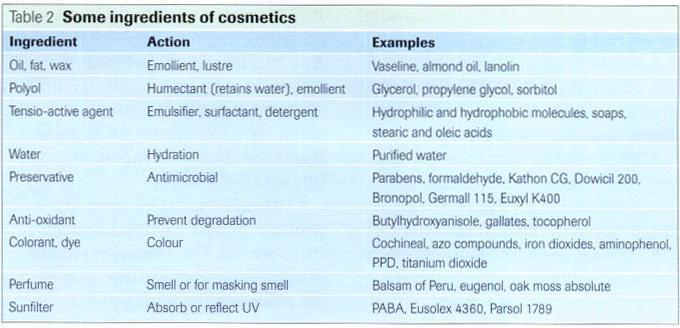 Table 2 Some ingredients of cosmetics
Ingredient Action Examples
Oil, fat, wax Emollient, lustre Vaseline, almond oil, lanolin
Polyol Humectant (retains water), emollient Glycerol, propylene glycol, sorbitol
Tensio-active agent Emulsifier, surfactant, detergent Hydrophilic and hydrophobic molecules, soaps,
stearic and oleic acids
Water Hydration Purified water
Preservative Antimicrobial Parabens, formaldehyde, Kathon CG, Dowicil 200,
Bronopol, Germall 115, Euxyl K400
Anti-oxidant Prevent degradation Butylhydroxyanisole, gallates, tocopherol
Colorant, dye Colour Cochineal, azo compounds, iron dioxides, aminophenol,
PPD, titanium dioxide
Perfume Smell or for masking smell Balsam of Peru, eugenol, oak moss absolute
Sunfilter Absorb or reflect UV PABA, Eusolex 4360, Parsol 1789